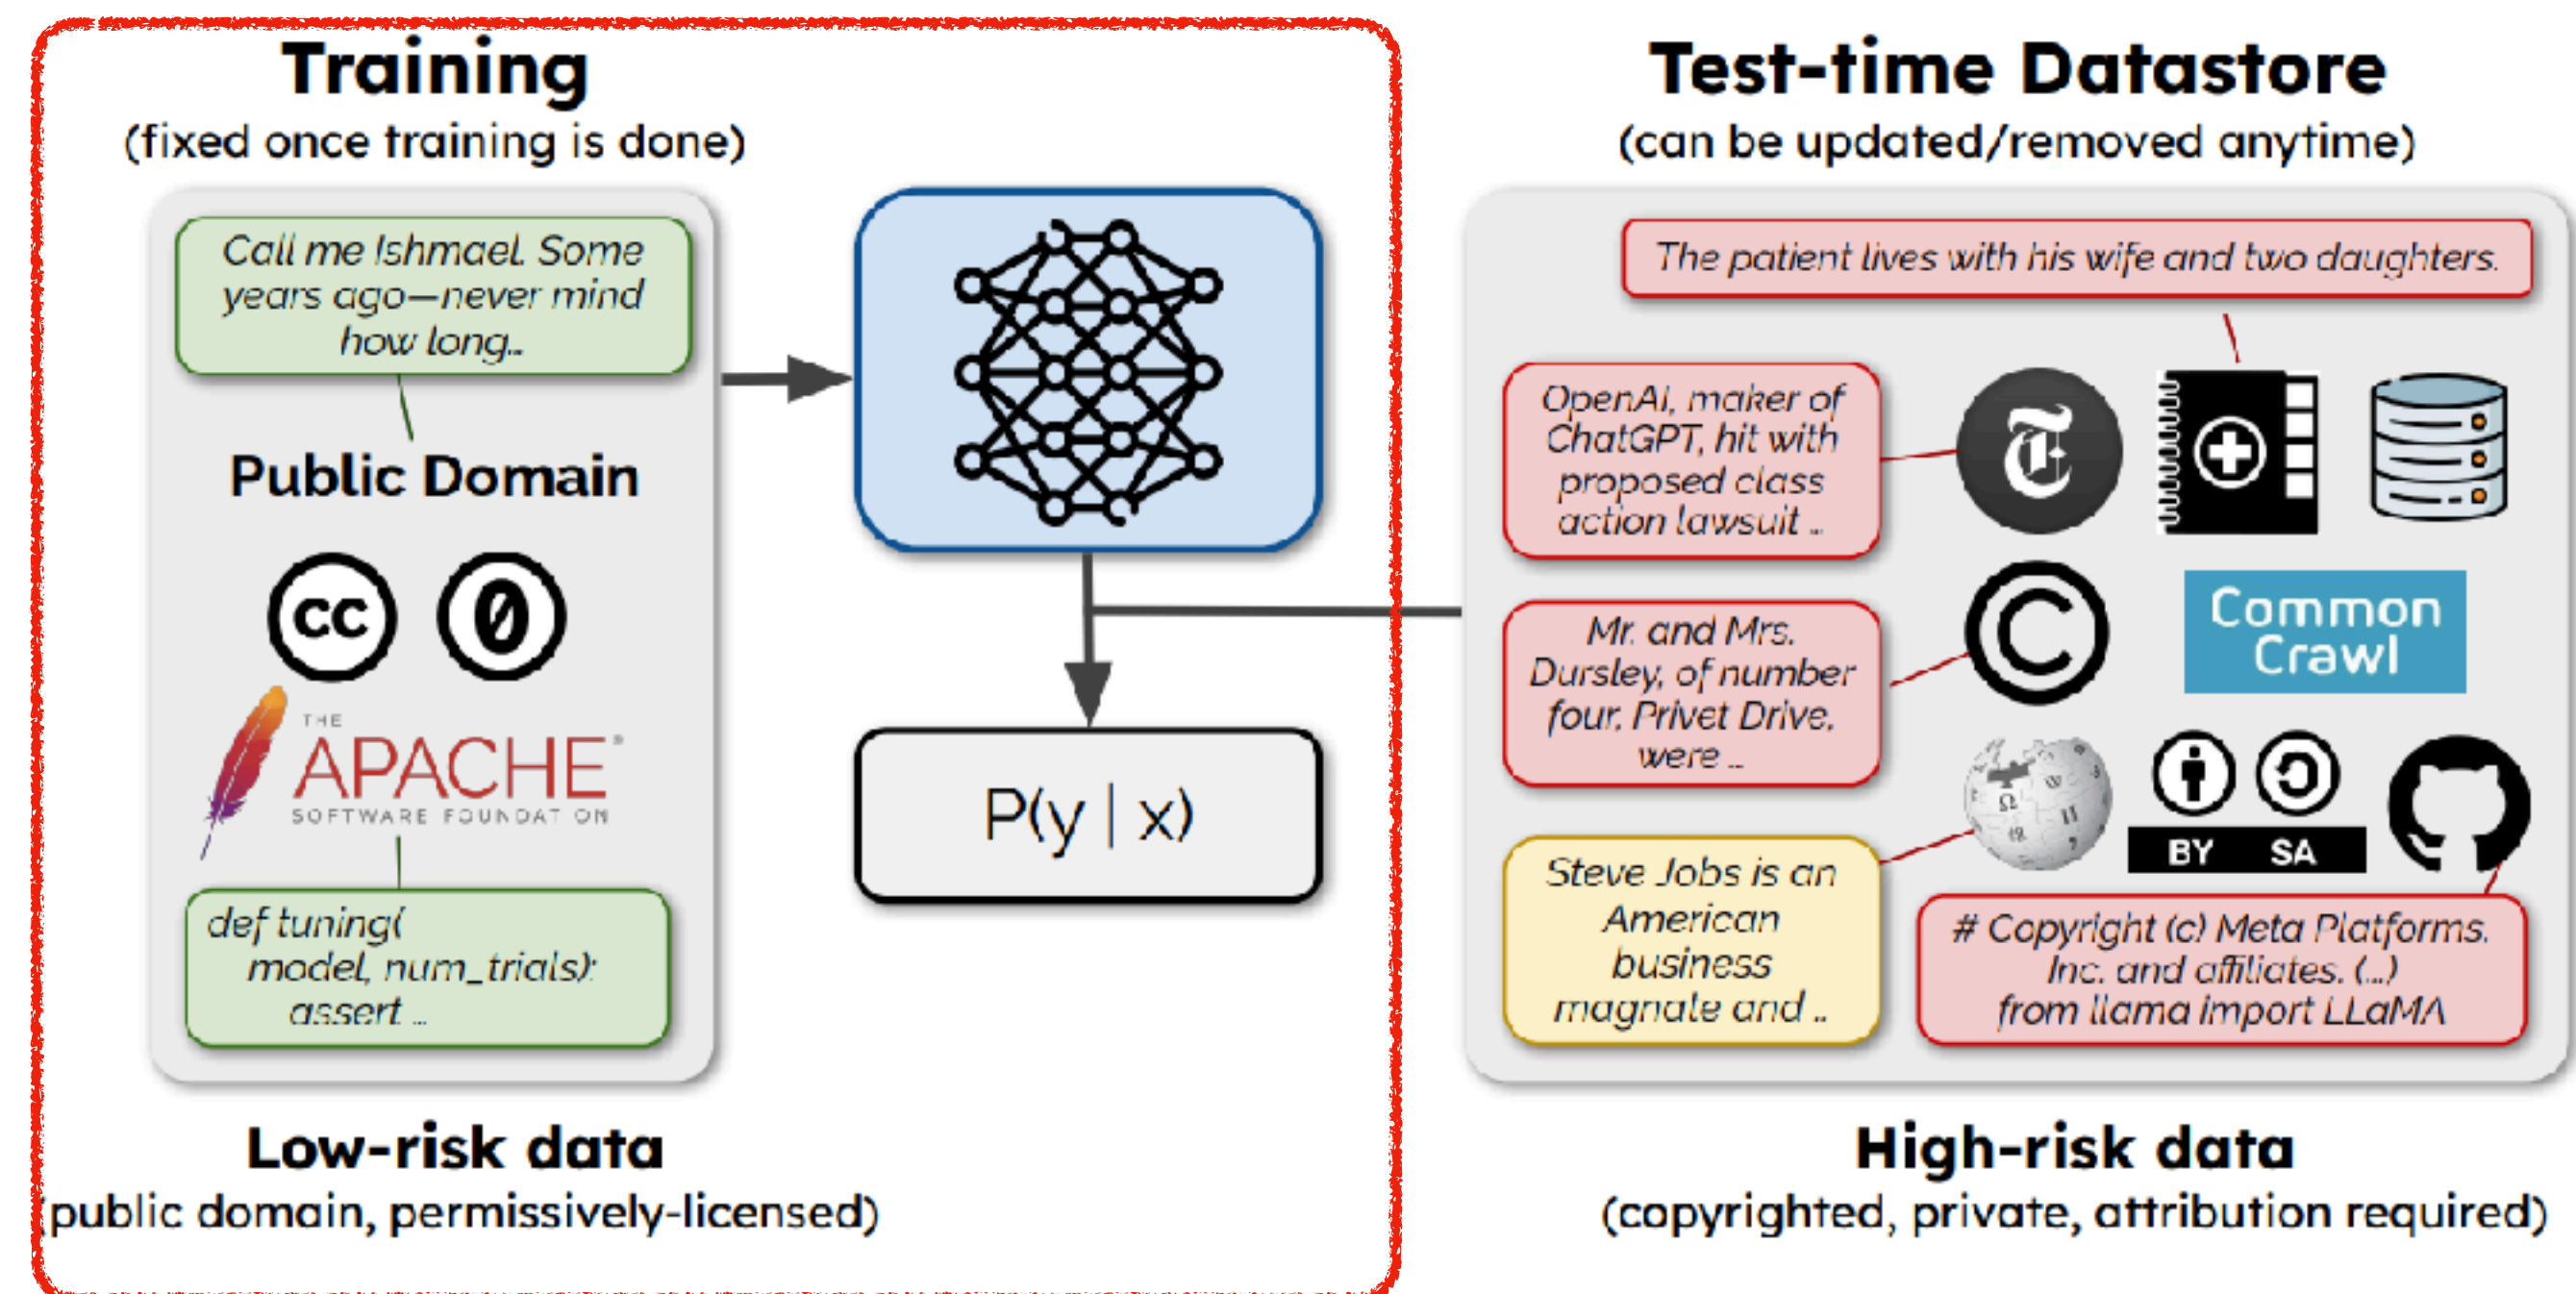 Training
(fixed once training is done)
Call me Ishmael. Some
years ago—never mind
how long...
Public Domain
cc 0
THE
APACHE®
SOFTWARE FOUNDATION
def tuning(
model, num_trials):
assert ...
Low-risk data
(public domain, permissively-licensed)
P(y | x)
Test-time Datastore
(can be updated/removed anytime)
The patient lives with his wife and two daughters.
OpenAI, maker of
ChatGPT, hit with
proposed class
action lawsuit ...
T
Mr. and Mrs.
Dursley, of number
four, Privet Drive,
were ...
©
Common
Crawl
Steve Jobs is an
American
business
magnate and ..
BY SA
# Copyright (c) Meta Platforms,
Inc. and affiliates. (...)
from llama import LLaMA
High-risk data
(copyrighted, private, attribution required)